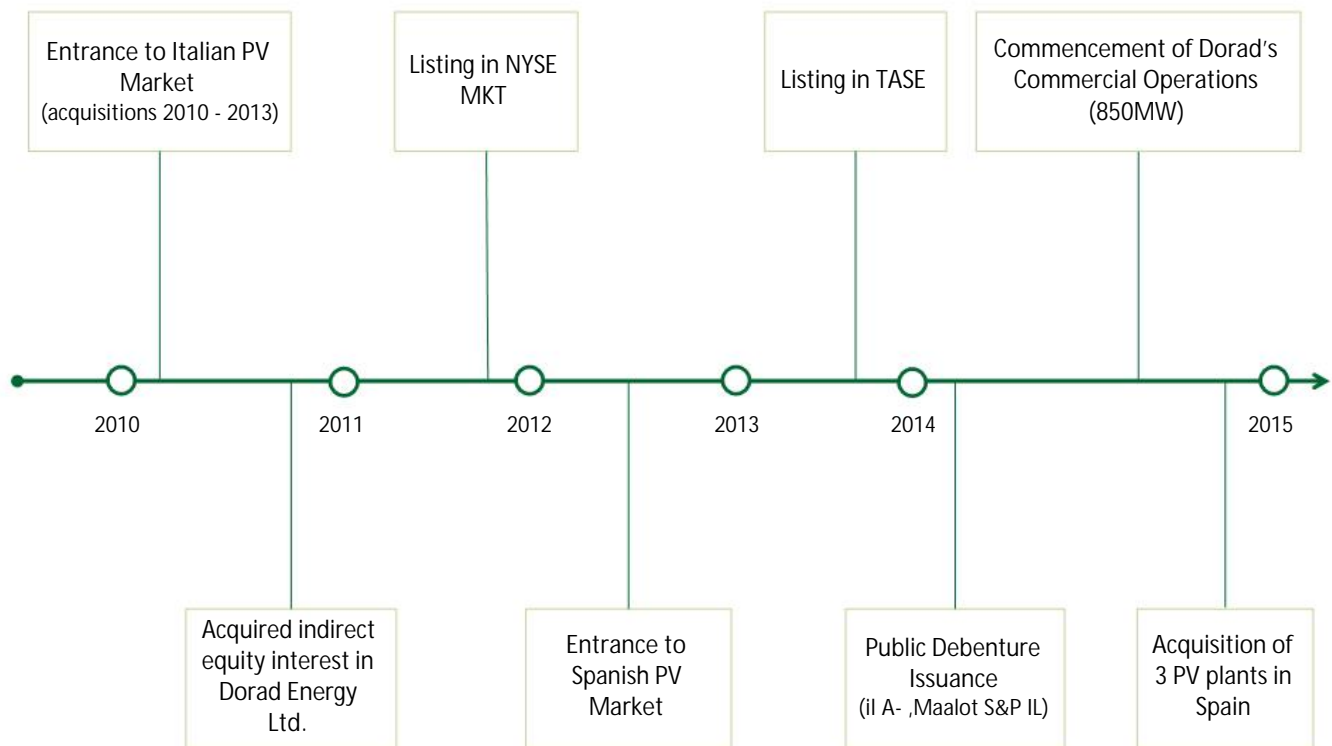 Entrance to Italian PV
Market
(acquisitions 2010 - 2013)
Listing in NYSE
MKT
Listing in TASE
Commencement of Dorad's
Commercial Operations
(850MW)
2010
2011
2012
2013
2014
2015
Acquired indirect
equity interest in
Dorad Energy
Ltd.
Entrance to
Spanish PV
Market
Public Debenture
Issuance
(il A- ,Maalot S&P IL)
Acquisition of
3 PV plants in
Spain